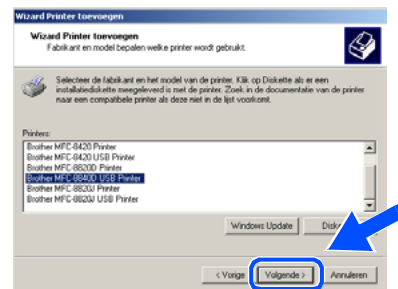 Wizard Printer toevoegen
Wizard Printer toevoegen
Fabrikant en model bepalen welke printer wordt gebruikt.
Selecteer de fabrikant en het model van de printer. Klik op Diskette als er een
installatiediskette meegeleverd is met de printer. Zoek in de documentatie van de printer
naar een compatibele printer als deze niet in de lijst voorkomt.
Printers:
Brother MFC-8420 Printer
Brother MFC-8420 USB Printer
Brother MFC-8820D Printer
Brother MFC-8840D USB Printer
Brother MFC-8820J Printer
Brother MFC-8820J USB Printer
Windows Update
< Vorige
Volgende >
Annuleren